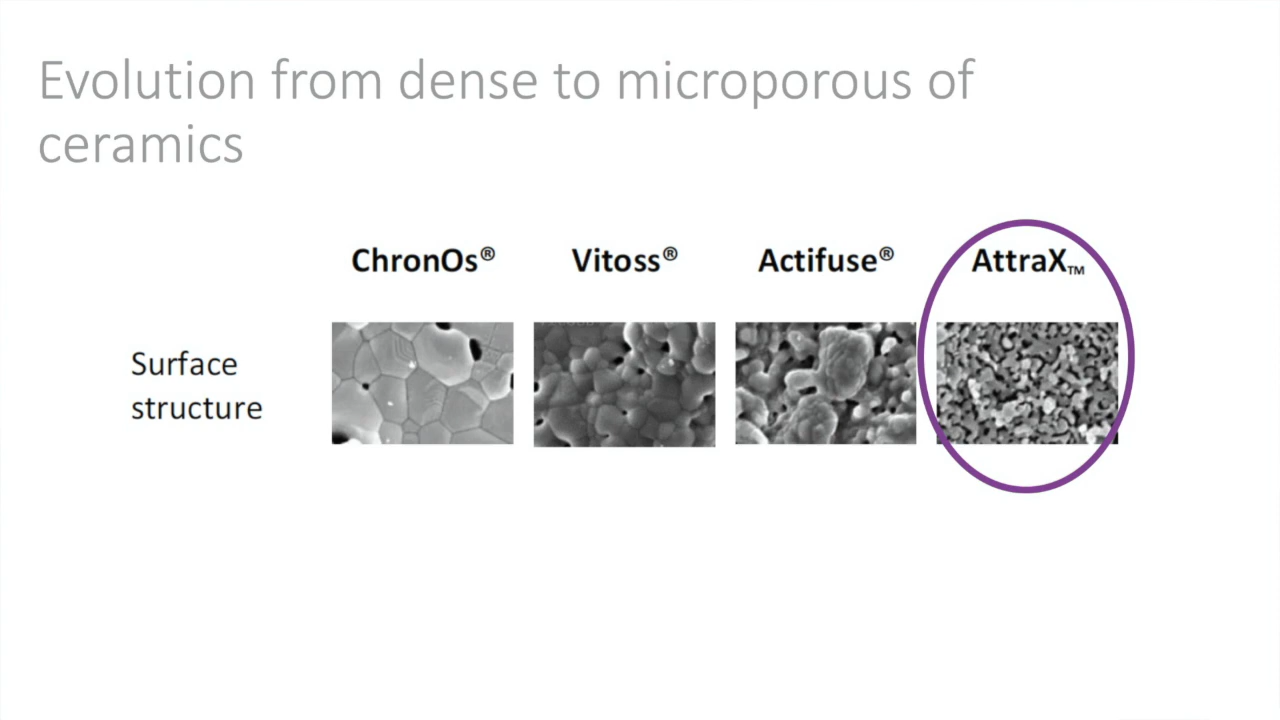 Evolution from dense to microporous of
ceramics
ChronOs® Vitoss® Actifuse® AttraX™
Surface
structure